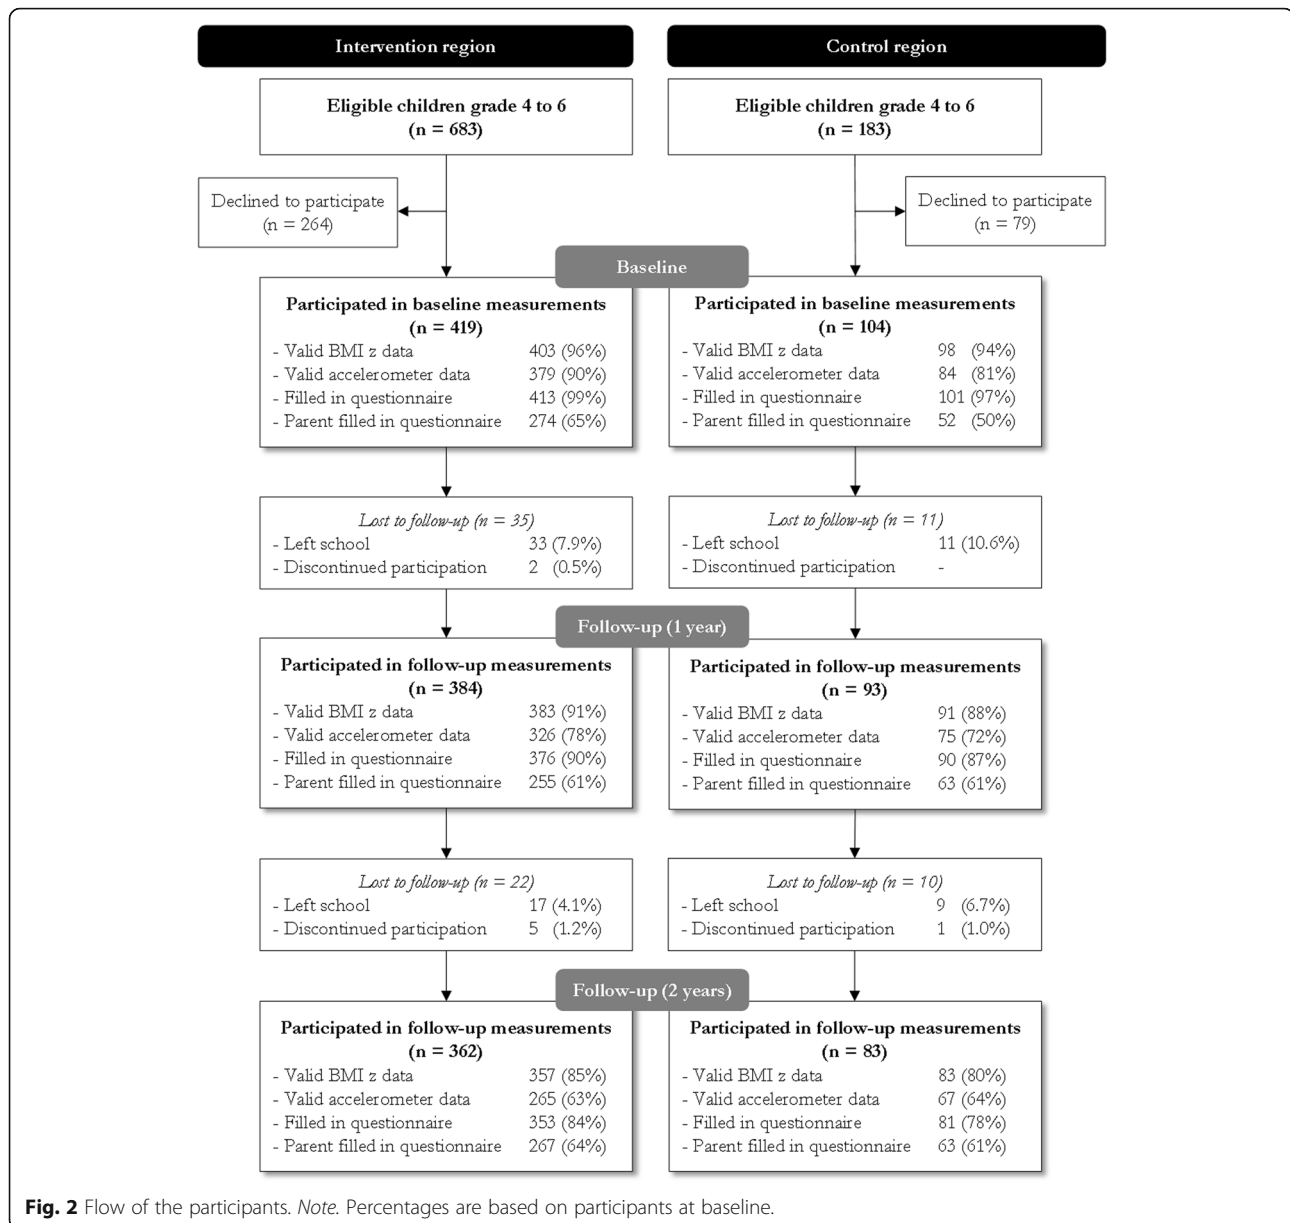 Intervention region
Control region
Eligible children grade 4 to 6
(n = 683)
Eligible children grade 4 to 6
(n = 183)
Declined to participate
(n = 264)
Declined to participate
(n = 79)
Baseline
Participated in baseline measurements
(n = 419)
- Valid BMI z data 403 (96%)
- Valid accelerometer data 379 (90%)
- Filled in questionnaire 413 (99%)
- Parent filled in questionnaire 274 (65%)
Participated in baseline measurements
(n = 104)
- Valid BMI z data 98 (94%)
- Valid accelerometer data 84 (81%)
- Filled in questionnaire 101 (97%)
- Parent filled in questionnaire 52 (50%)
Lost to follow-up (n = 35)
- Left school 33 (7.9%)
- Discontinued participation 2 (0.5%)
Lost to follow-up (n = 11)
- Left school 11 (10.6%)
- Discontinued participation -
Follow-up (1 year)
Participated in follow-up measurements
(n = 384)
- Valid BMI z data 383 (91%)
- Valid accelerometer data 326 (78%)
- Filled in questionnaire 376 (90%)
- Parent filled in questionnaire 255 (61%)
Participated in follow-up measurements
(n = 93)
- Valid BMI z data 91 (88%)
- Valid accelerometer data 75 (72%)
- Filled in questionnaire 90 (87%)
- Parent filled in questionnaire 63 (61%)
Lost to follow-up (n = 22)
- Left school 17 (4.1%)
- Discontinued participation 5 (1.2%)
Lost to follow-up (n = 10)
- Left school 9 (6.7%)
- Discontinued participation 1 (1.0%)
Follow-up (2 years)
Participated in follow-up measurements
(n = 362)
- Valid BMI z data 357 (85%)
- Valid accelerometer data 265 (63%)
- Filled in questionnaire 353 (84%)
- Parent filled in questionnaire 267 (64%)
Participated in follow-up measurements
(n = 83)
- Valid BMI z data 83 (80%)
- Valid accelerometer data 67 (64%)
- Filled in questionnaire 81 (78%)
- Parent filled in questionnaire 63 (61%)
Fig. 2 Flow of the participants. Note. Percentages are based on participants at baseline.